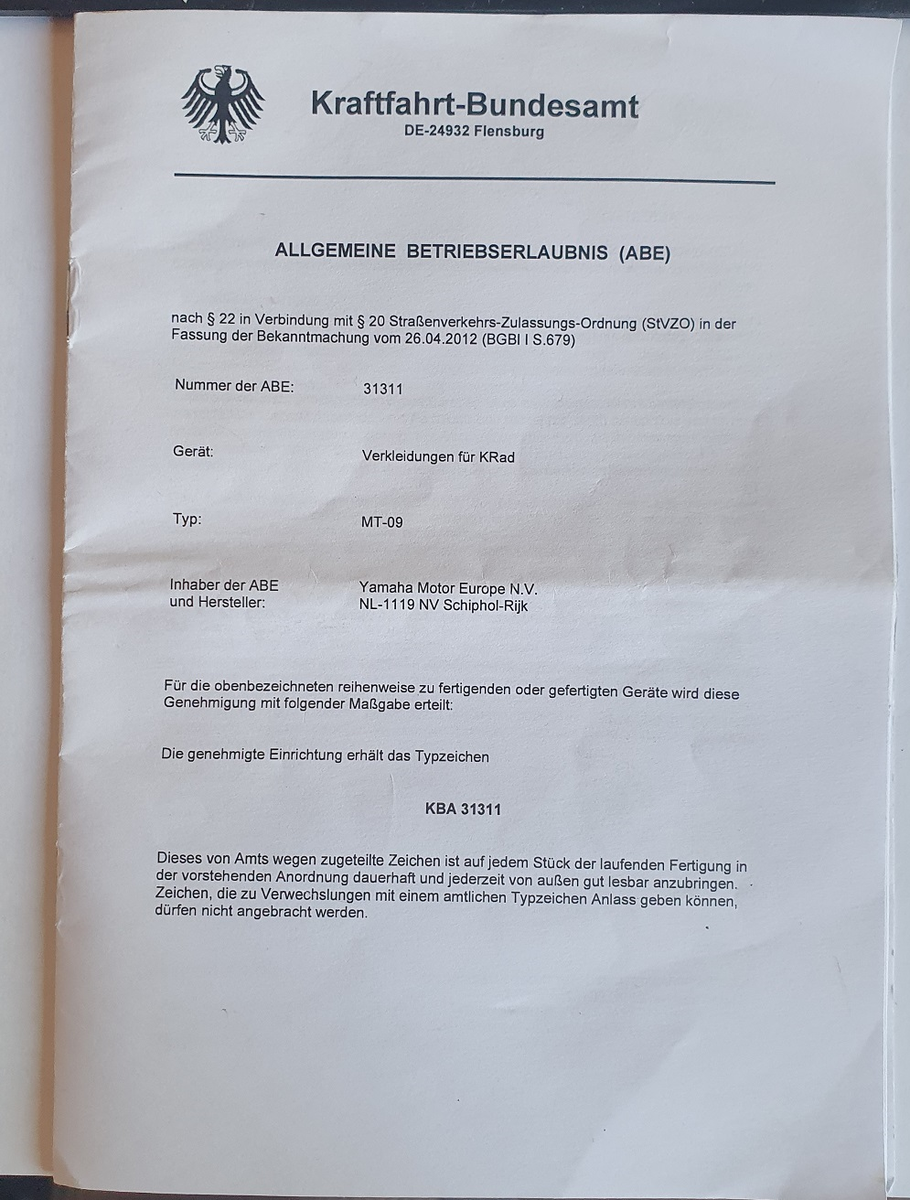 Kraftfahrt-Bundesamt
DE-24932 Flensburg
ALLGEMEINE BETRIEBSERLAUBNIS (ABE)
nach § 22 in Verbindung mit § 20 Straßenverkehrs-Zulassungs-Ordnung (StVZO) in der
Fassung der Bekanntmachung vom 26.04.2012 (BGBl I S.679)
Nummer der ABE: 31311
Gerät: Verkleidungen für KRad
Typ: MT-09
Inhaber der ABE Yamaha Motor Europe N.V.
und Hersteller: NL-1119 NV Schiphol-Rijk
Für die obenbezeichneten reihenweise zu fertigenden oder gefertigten Geräte wird diese
Genehmigung mit folgender Maßgabe erteilt:
Die genehmigte Einrichtung erhält das Typzeichen
KBA 31311
Dieses von Amts wegen zugeteilte Zeichen ist auf jedem Stück der laufenden Fertigung in
der vorstehenden Anordnung dauerhaft und jederzeit von außen gut lesbar anzubringen.
Zeichen, die zu Verwechslungen mit einem amtlichen Typzeichen Anlass geben können,
dürfen nicht angebracht werden.